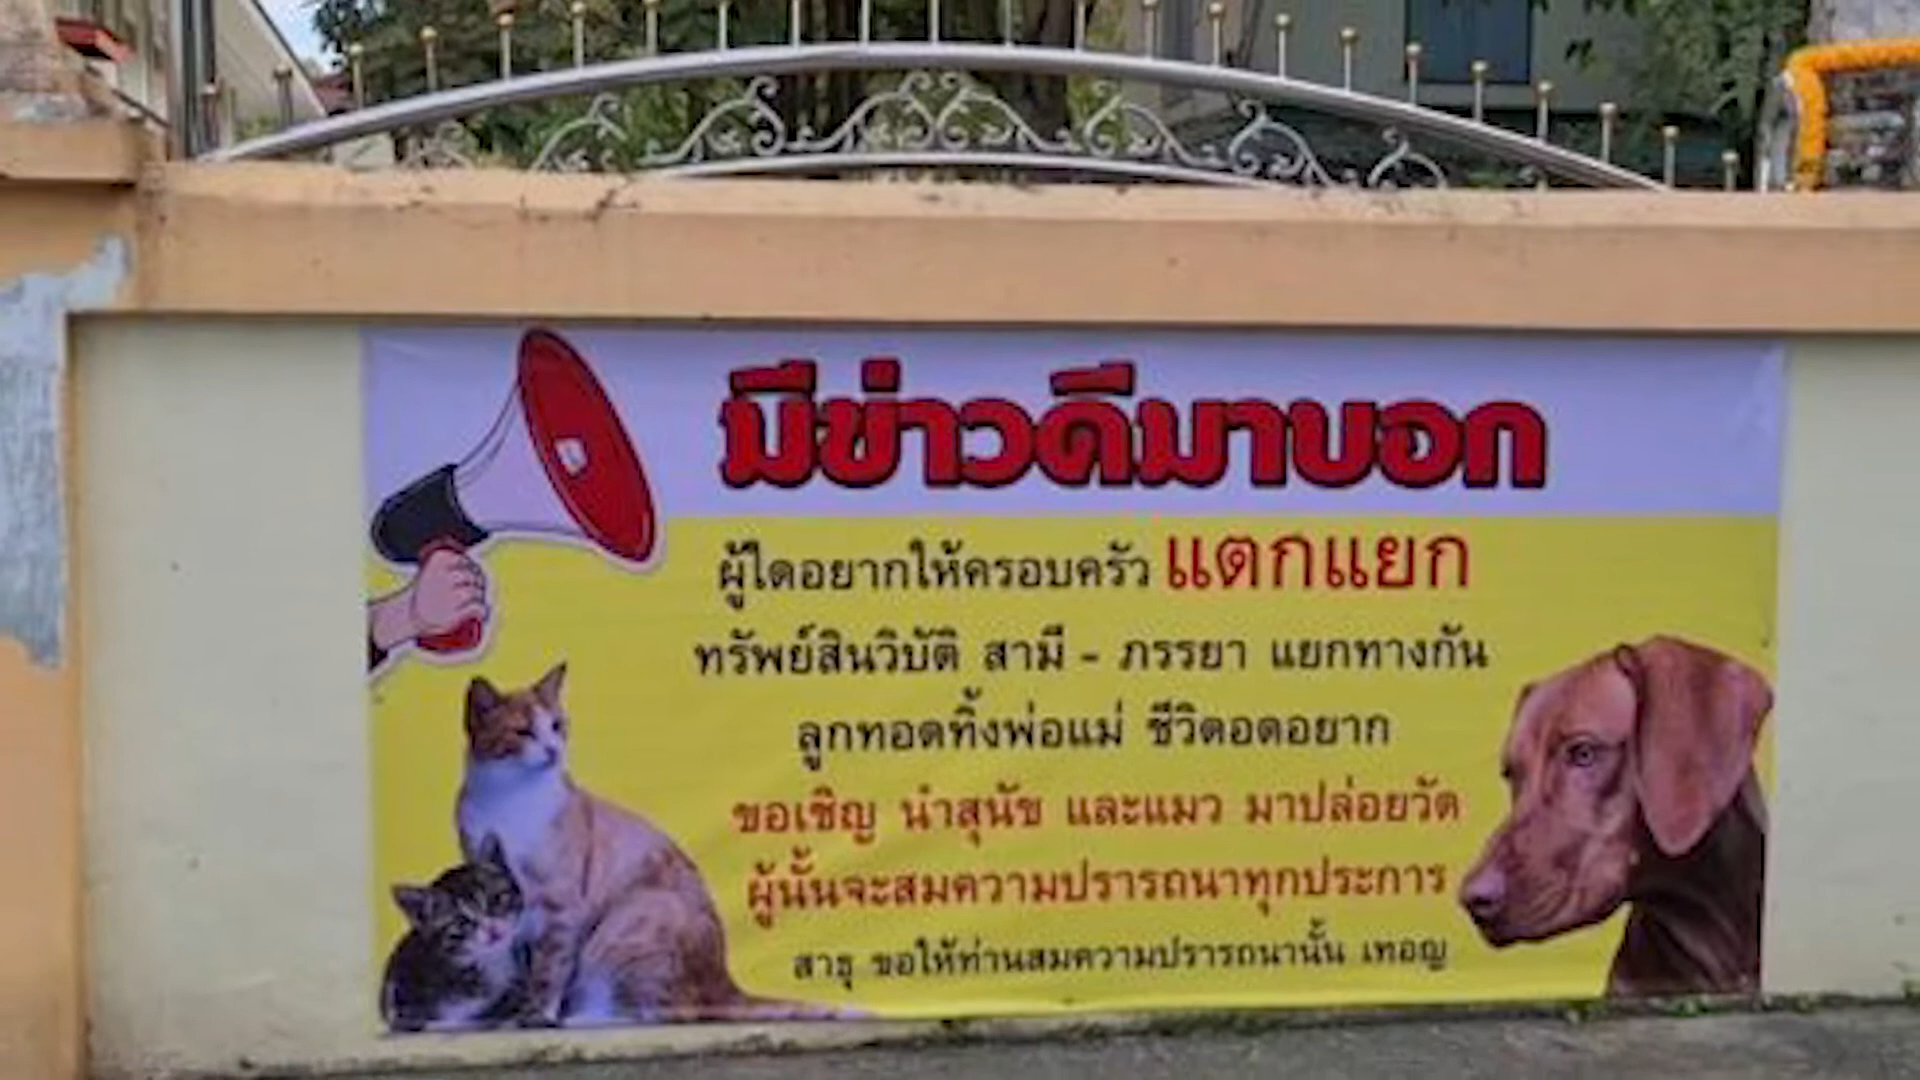 มีข่าวดีมาบอก
ผู้ใดอยากให้ครอบครัว แตกแยก
ทรัพย์สินวิบัติ สามี - ภรรยา แยกทางกัน
ลูกทอดทิ้งพ่อแม่ ชีวิตอดอยาก
ขอเชิญ นำสุนัข และแมว มาปล่อยวัด
ผู้นั้นจะสมความปรารถนาทุกประการ
สาธุ ขอให้ท่านสมความปรารถนานั้น เทอญ